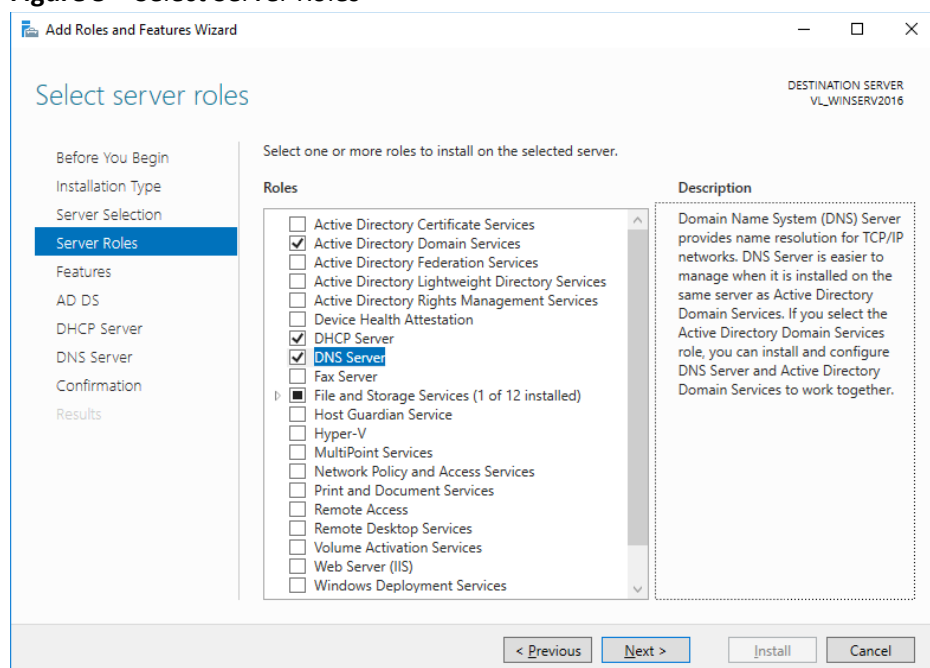 Add Roles and Features Wizard
Select server roles
DESTINATION SERVER
VL_WINSERV2016
Before You Begin
Installation Type
Server Selection
Server Roles
Features
AD DS
DHCP Server
DNS Server
Confirmation
Results
Select one or more roles to install on the selected server.
Roles
Active Directory Certificate Services
Active Directory Domain Services
Active Directory Federation Services
Active Directory Lightweight Directory Services
Active Directory Rights Management Services
Device Health Attestation
DHCP Server
DNS Server
Fax Server
File and Storage Services (1 of 12 installed)
Host Guardian Service
Hyper-V
MultiPoint Services
Network Policy and Access Services
Print and Document Services
Remote Access
Remote Desktop Services
Volume Activation Services
Web Server (IIS)
Windows Deployment Services
Description
Domain Name System (DNS) Server
provides name resolution for TCP/IP
networks. DNS Server is easier to
manage when it is installed on the
same server as Active Directory
Domain Services. If you select the
Active Directory Domain Services
role, you can install and configure
DNS Server and Active Directory
Domain Services to work together.
< Previous
Next >
Install
Cancel